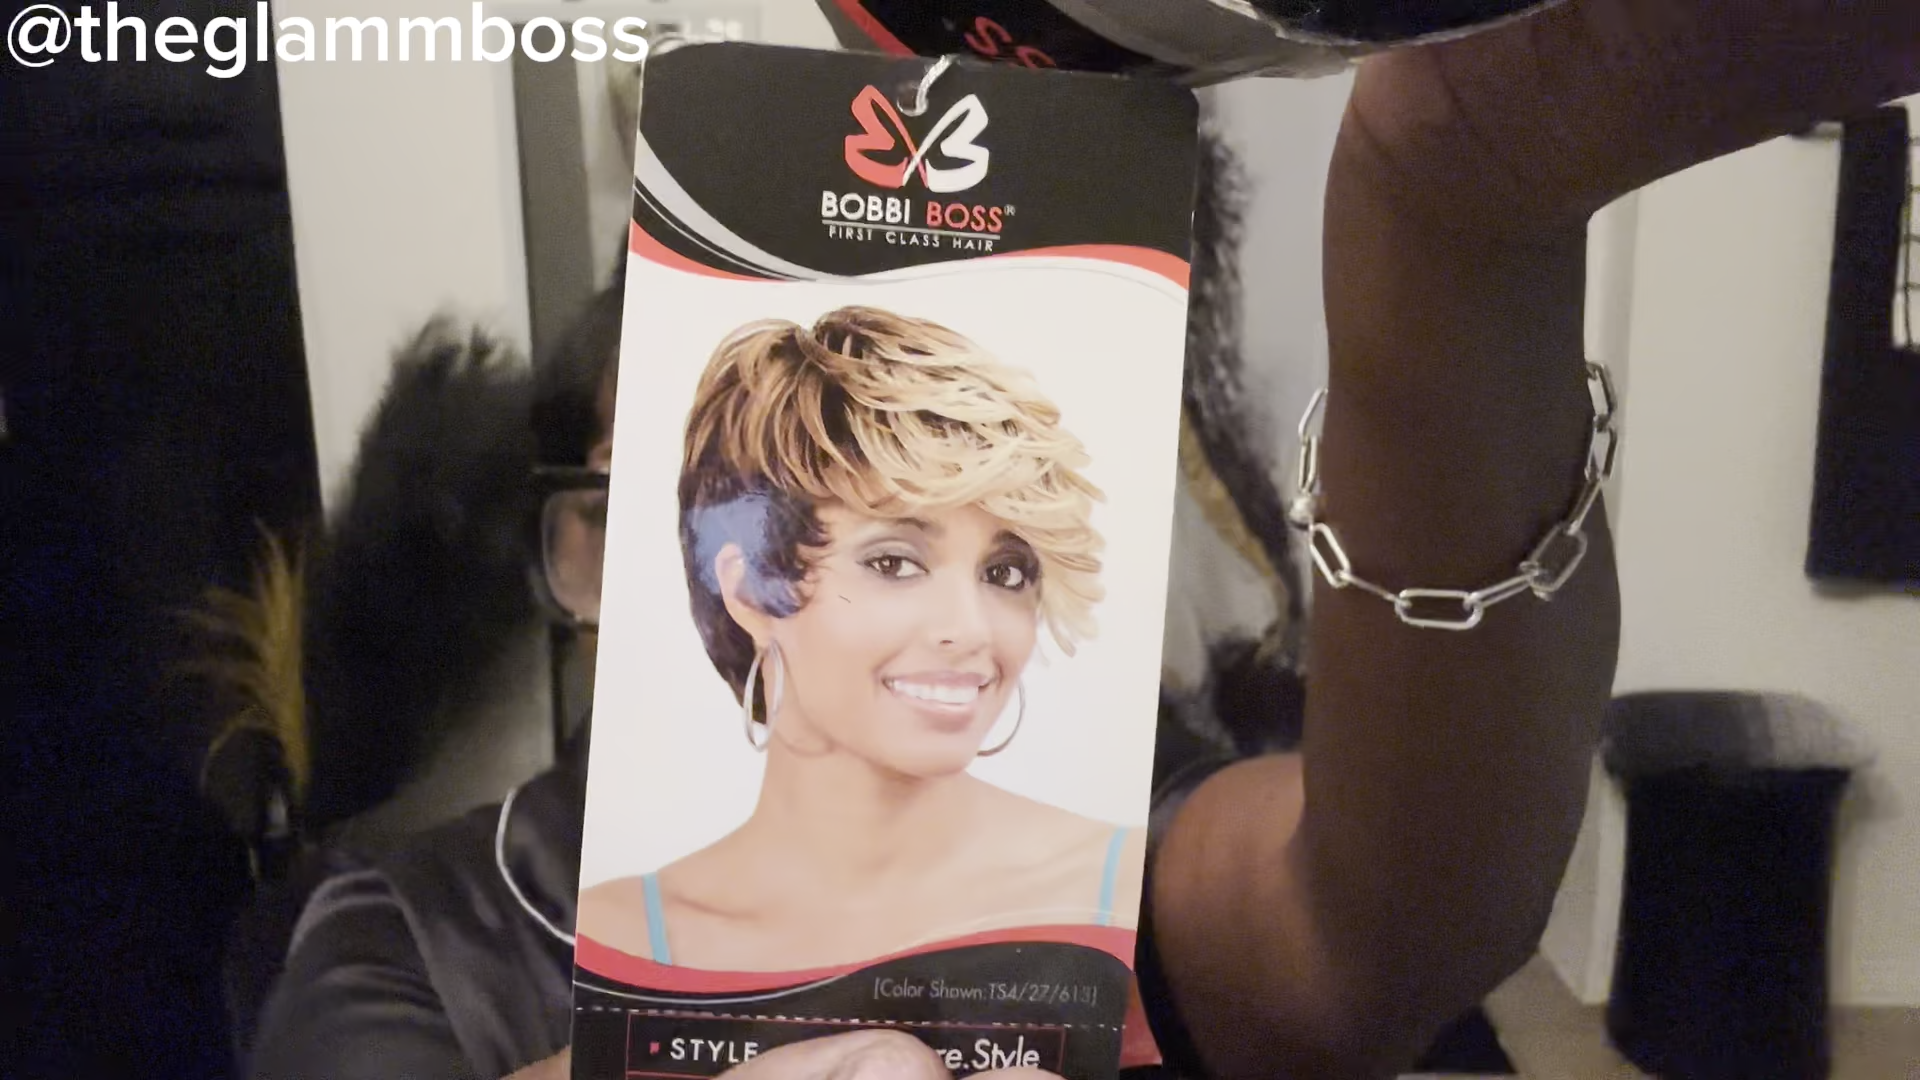 @theglammboss
BOBBI BOSS®
FIRST CLASS HAIR
[Color Shown:TS4/27/613]
STYLE re.Style